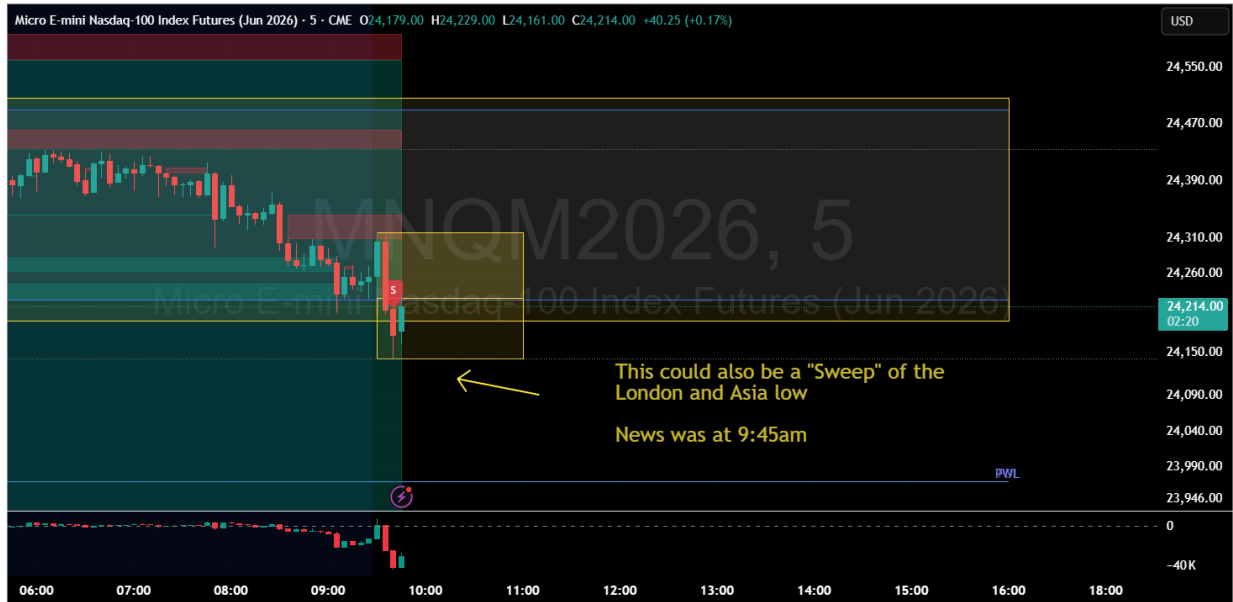 Micro E-mini Nasdaq-100 Index Futures (Jun 2026) · 5 · CME O24,179.00 H24,229.00 L24,161.00 C24,214.00 +40.25 (+0.17%)
USD
24,550.00
24,470.00
24,390.00
24,310.00
24,260.00
24,214.00
02:20
24,150.00
24,090.00
24,040.00
23,990.00
23,946.00
MNQM2026, 5
Micro E-mini Nasdaq-100 Index Futures (Jun 2026)
S
This could also be a "Sweep" of the
London and Asia low
News was at 9:45am
PWL
0
−40K
06:00 07:00 08:00 09:00 10:00 11:00 12:00 13:00 14:00 15:00 16:00 18:00